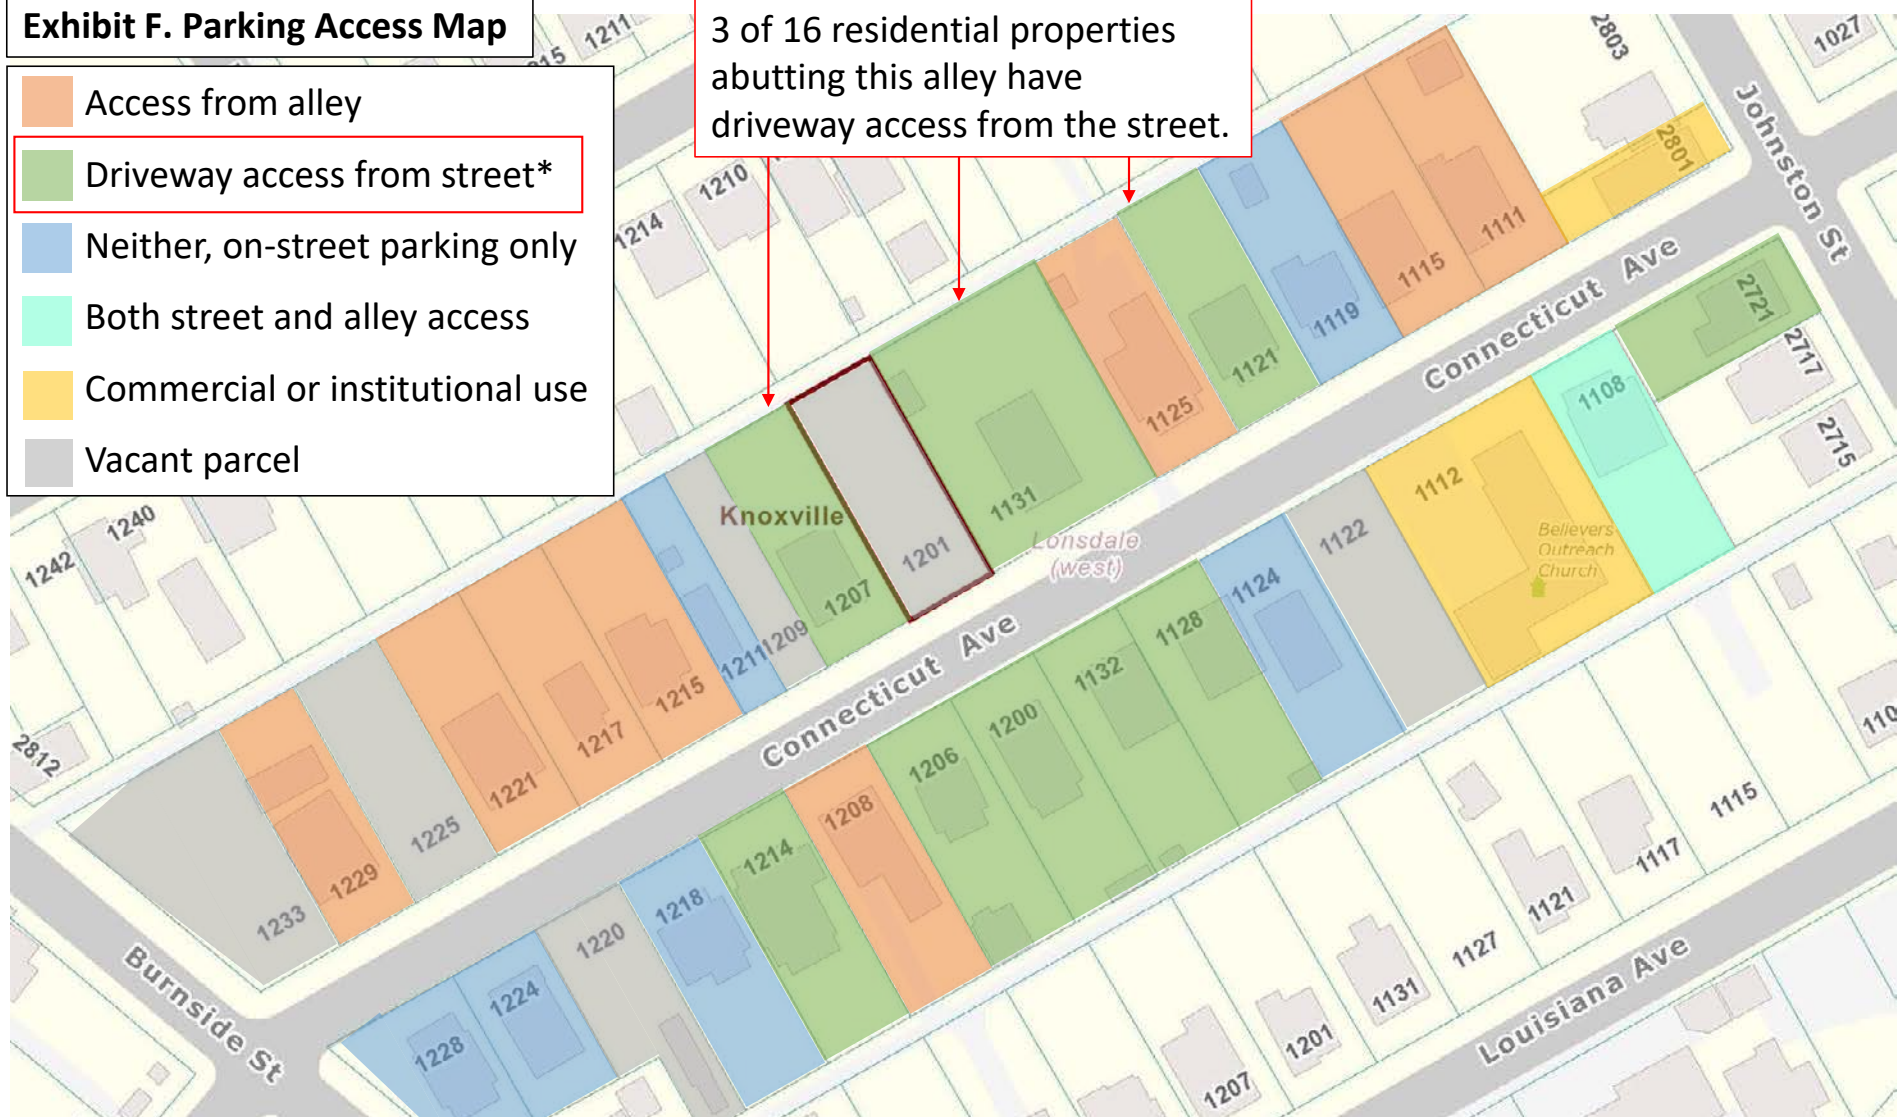 Exhibit F. Parking Access Map
Access from alley
Driveway access from street*
Neither, on-street parking only
Both street and alley access
Commercial or institutional use
Vacant parcel
3 of 16 residential properties
abutting this alley have
driveway access from the street.
1211
2803
1027
Johnston St
2801
1210
1214
1111
1115
1119
1121
1125
1131
Connecticut Ave
2721
2717
2715
1108
1112
Believers
Outreach
Church
1122
1124
Lonsdale
(west)
Knoxville
1201
1207
1209
1211
1215
1217
1221
1225
1229
1233
1240
1242
2812
Connecticut Ave
1128
1132
1200
1206
1208
1214
1218
1220
1224
1228
Burnside St
1115
1117
1121
1127
1131
1201
1207
Louisiana Ave